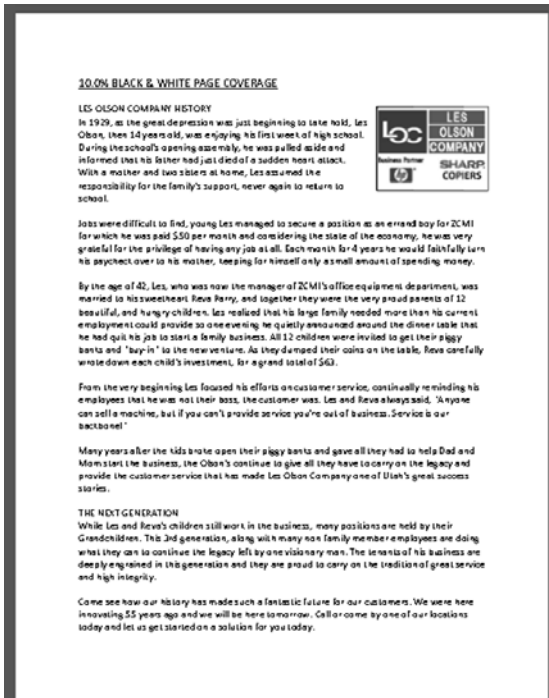 10.0% BLACK & WHITE PAGE COVERAGE
LES OLSON COMPANY HISTORY
In 1929, as the great depression was just beginning to take hold, Les
Olson, then 14 years old, was enjoying his first week of high school.
During the school's opening assembly, he was pulled aside and
informed that his father had just died of a sudden heart attack.
With a mother and two sisters at home, Les assumed the
responsibility for the family's support, never again to return to
school.
LOC
LES
OLSON
COMPANY
Business Partner
hp
SHARP
COPIERS
Jobs were difficult to find, young Les managed to secure a position as an errand boy for ZCMI
for which he was paid $50 per month and considering the state of the economy, he was very
grateful for the privilege of having any job at all. Each month for 4 years he would faithfully turn
his paycheck over to his mother, keeping for himself only a small amount of spending money.
By the age of 42, Les, who was now the manager of ZCMI's office equipment department, was
married to his sweetheart Reva Parry, and together they were the very proud parents of 12
beautiful, and hungry children. Les realized that his large family needed more than his current
employment could provide so one evening he quietly announced around the dinner table that
he had quit his job to start a family business. All 12 children were invited to get their piggy
banks and "buy-in" to the new venture. As they dumped their coins on the table, Reva carefully
wrote down each child's investment, for a grand total of $63.
From the very beginning Les focused his efforts on customer service, continually reminding his
employees that he was not their boss, the customer was. Les and Reva always said, "Anyone
can sell a machine, but if you can't provide service you're out of business. Service is our
backbone!"
Many years after the kids broke open their piggy banks and gave all they had to help Dad and
Mom start the business, the Olson's continue to give all they have to carry on the legacy and
provide the customer service that has made Les Olson Company one of Utah's great success
stories.
THE NEXT GENERATION
While Les and Reva's children still work in the business, many positions are held by their
Grandchildren. This 3rd generation, along with many non family member employees are doing
what they can to continue the legacy left by one visionary man. The tenants of his business are
deeply engrained in this generation and they are proud to carry on the tradition of great service
and high integrity.
Come see how our history has made such a fantastic future for our customers. We were here
innovating 55 years ago and we will be here tomorrow. Call or come by one of our locations
today and let us get started on a solution for you today.